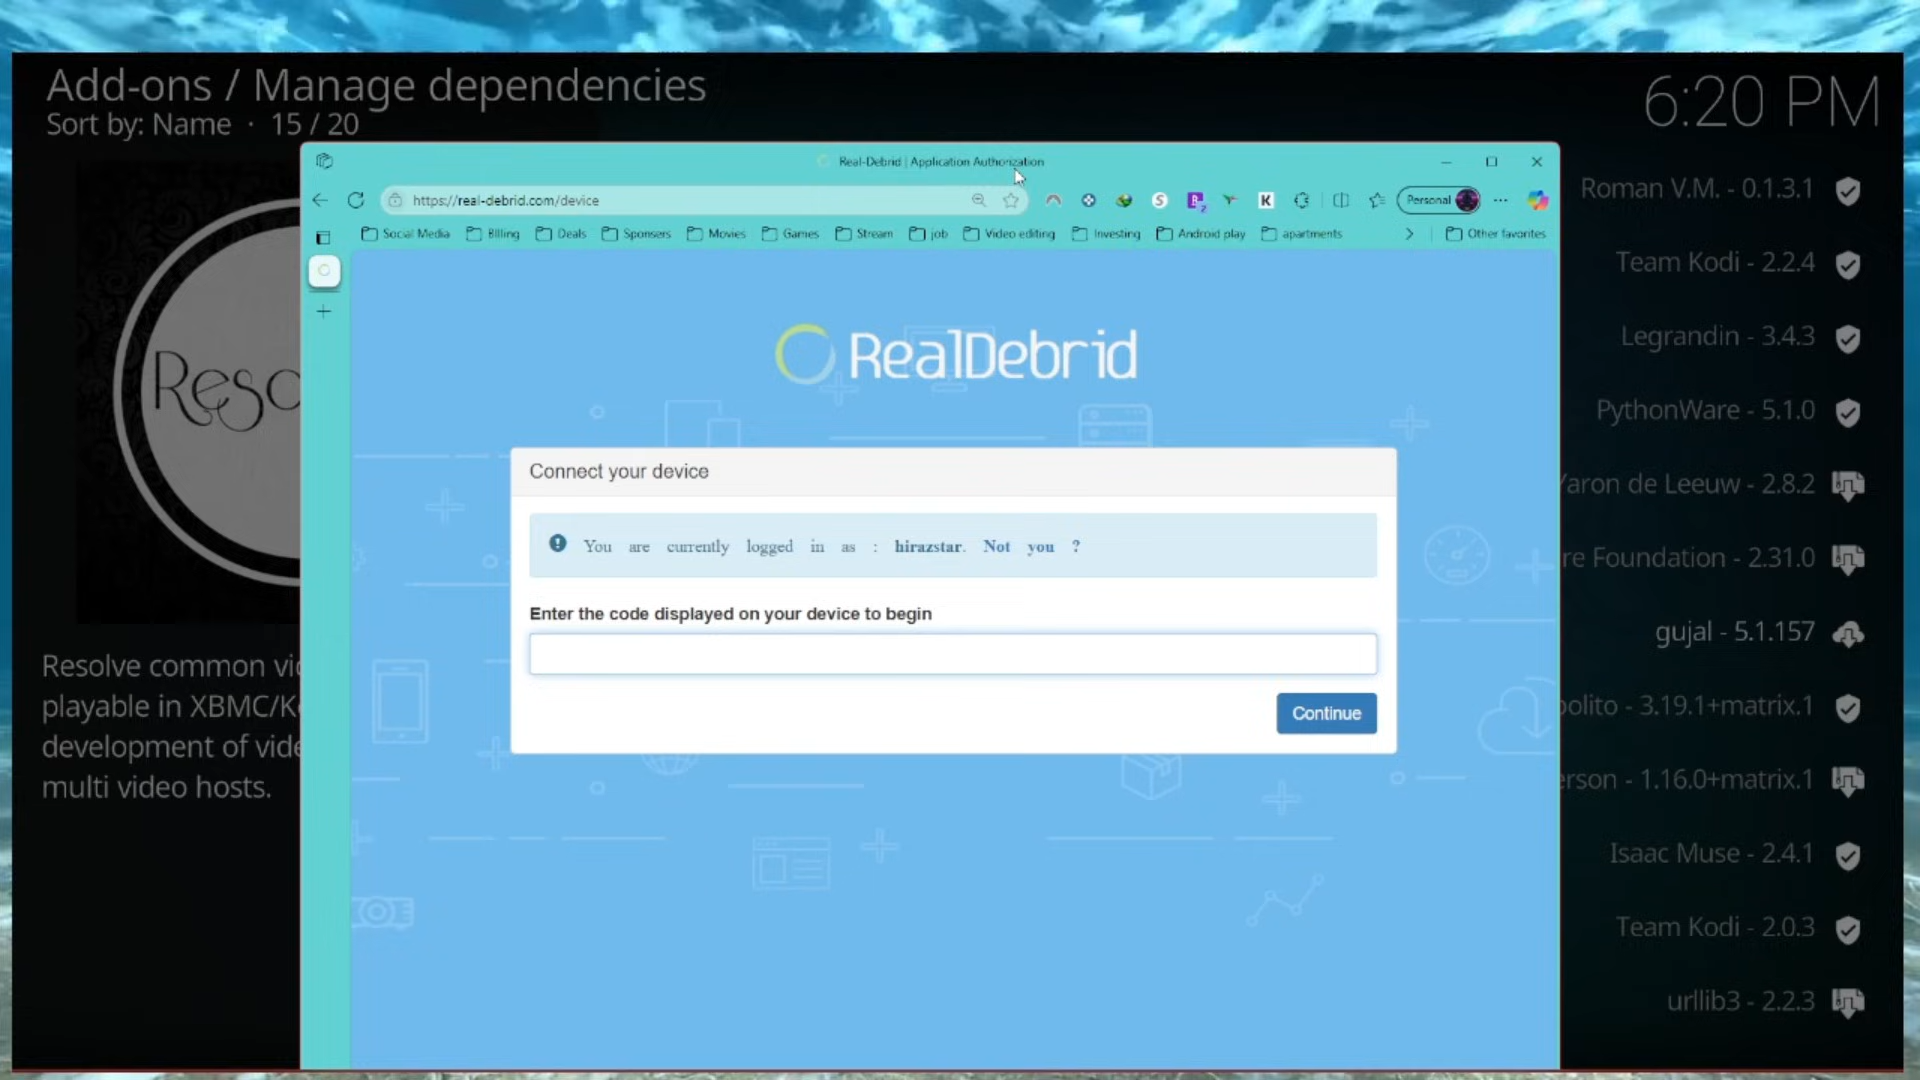 Add-ons / Manage dependencies
Sort by: Name · 15 / 20
6:20 PM
Real-Debrid | Application Authorization
https://real-debrid.com/device
Personal
Social Media Billing Deals Sponsers Movies Games Stream job Video editing Investing Android play apartments Other favorites
RealDebrid
Connect your device
You are currently logged in as : hirazstar. Not you ?
Enter the code displayed on your device to begin
Continue
Reso
Resolve common vi
playable in XBMC/K
development of vide
multi video hosts.
Roman V.M. - 0.1.3.1
Team Kodi - 2.2.4
Legrandin - 3.4.3
PythonWare - 5.1.0
Yaron de Leeuw - 2.8.2
re Foundation - 2.31.0
gujal - 5.1.157
polito - 3.19.1+matrix.1
erson - 1.16.0+matrix.1
Isaac Muse - 2.4.1
Team Kodi - 2.0.3
urllib3 - 2.2.3